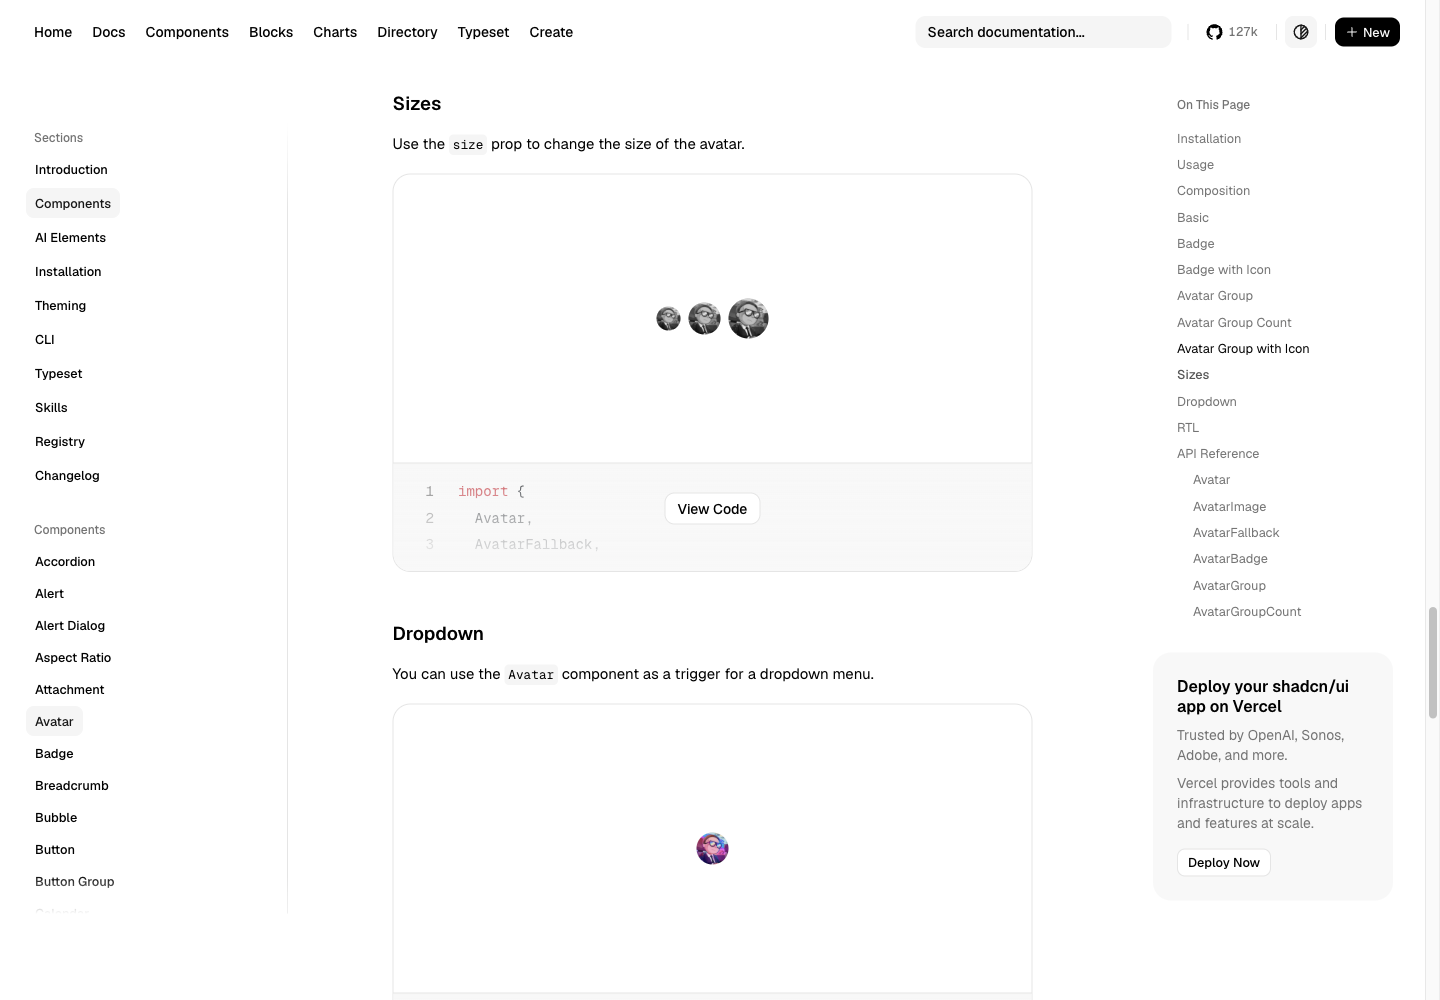 Home Docs Components Blocks Charts Directory Typeset Create
Search documentation...
127k
New
Sections
Introduction
Components
AI Elements
Installation
Theming
CLI
Typeset
Skills
Registry
Changelog
Components
Accordion
Alert
Alert Dialog
Aspect Ratio
Attachment
Avatar
Badge
Breadcrumb
Bubble
Button
Button Group
Sizes
Use the size prop to change the size of the avatar.
1 import {
2 Avatar,
3 AvatarFallback,
View Code
Dropdown
You can use the Avatar component as a trigger for a dropdown menu.
On This Page
Installation
Usage
Composition
Basic
Badge
Badge with Icon
Avatar Group
Avatar Group Count
Avatar Group with Icon
Sizes
Dropdown
RTL
API Reference
Avatar
AvatarImage
AvatarFallback
AvatarBadge
AvatarGroup
AvatarGroupCount
Deploy your shadcn/ui
app on Vercel
Trusted by OpenAI, Sonos,
Adobe, and more.
Vercel provides tools and
infrastructure to deploy apps
and features at scale.
Deploy Now